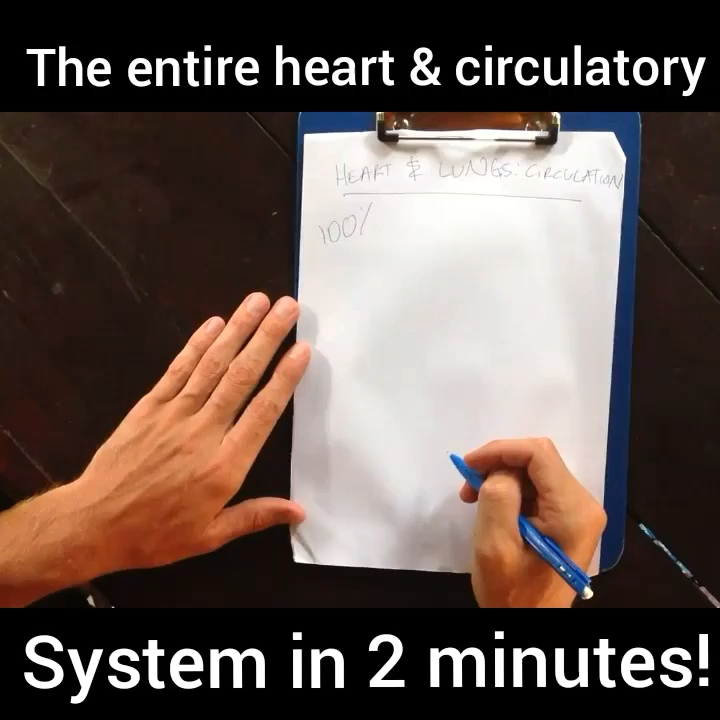 The entire heart & circulatory
HEART & LUNGS: CIRCULATION
100%
System in 2 minutes!